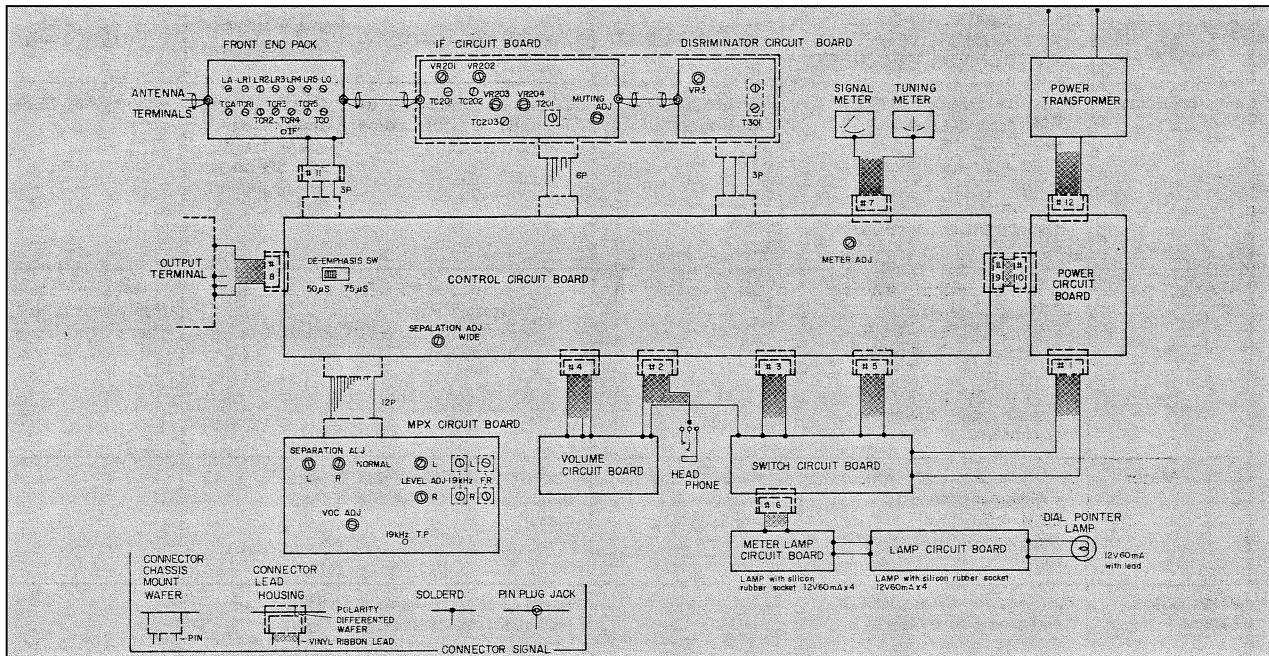 FRONT END PACK
LA LR1 LR2 LR3 LR4 LR5 LO
TCA TCR1 TCR3 TCR5
TCR2 TCR4 TCO
IF
ANTENNA
TERMINALS
# 11
3P
IF CIRCUIT BOARD
VR201 VR202
TC201 TC202
VR203 VR204
T201
TC203
MUTING
ADJ
6P
DISRIMINATOR CIRCUIT BOARD
VR3
T301
3P
SIGNAL
METER
TUNING
METER
# 7
POWER
TRANSFORMER
# 12
OUTPUT
TERMINAL
#
8
DE-EMPHASIS SW
50µS 75µS
CONTROL CIRCUIT BOARD
METER ADJ
SEPALATION ADJ
WIDE
#
9
#
10
POWER
CIRCUIT
BOARD
# 4
# 2
# 3
# 5
# 1
12P
MPX CIRCUIT BOARD
SEPARATION ADJ
NORMAL
L R
L
LEVEL ADJ
R
L
19kHz F.R
R
VOC ADJ
19kHz T.P
VOLUME
CIRCUIT BOARD
HEAD
PHONE
SWITCH CIRCUIT BOARD
# 6
METER LAMP
CIRCUIT BOARD
LAMP with silicon
rubber socket 12V60mAx4
LAMP CIRCUIT BOARD
LAMP with silicon rubber socket
12V60mAx4
DIAL POINTER
LAMP
12V60mA
with lead
CONNECTOR
CHASSIS
MOUNT
WAFER
PIN
CONNECTOR
LEAD
HOUSING
POLARITY
DIFFERENTED
WAFER
VINYL RIBBON LEAD
SOLDERD
PIN PLUG JACK
CONNECTOR SIGNAL